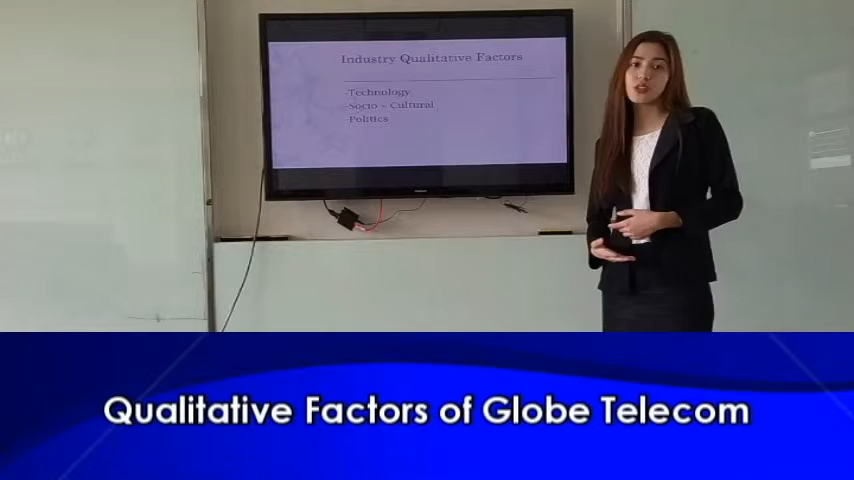 Industry Qualitative Factors
-Technology
-Socio - Cultural
-Politics
Qualitative Factors of Globe Telecom